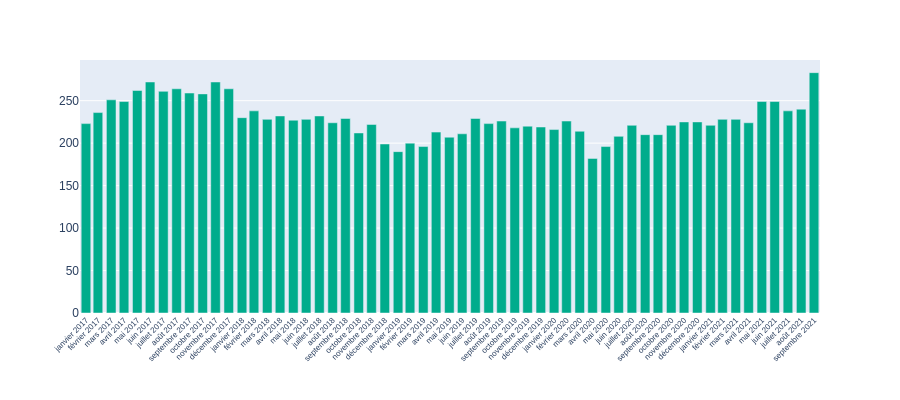 250
200
150
100
50
0
janvier 2017
février 2017
mars 2017
avril 2017
mai 2017
juin 2017
juillet 2017
août 2017
septembre 2017
octobre 2017
novembre 2017
décembre 2017
janvier 2018
février 2018
mars 2018
avril 2018
mai 2018
juin 2018
juillet 2018
août 2018
septembre 2018
octobre 2018
novembre 2018
décembre 2018
janvier 2019
février 2019
mars 2019
avril 2019
mai 2019
juin 2019
juillet 2019
août 2019
septembre 2019
octobre 2019
novembre 2019
décembre 2019
janvier 2020
février 2020
mars 2020
avril 2020
mai 2020
juin 2020
juillet 2020
août 2020
septembre 2020
octobre 2020
novembre 2020
décembre 2020
janvier 2021
février 2021
mars 2021
avril 2021
mai 2021
juin 2021
juillet 2021
août 2021
septembre 2021